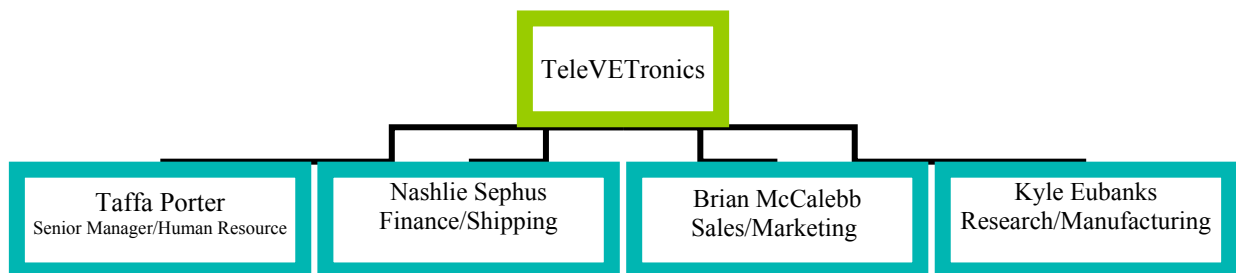 TeleVETronics
Taffa Porter
Senior Manager/Human Resource
Nashlie Sephus
Finance/Shipping
Brian McCalebb
Sales/Marketing
Kyle Eubanks
Research/Manufacturing